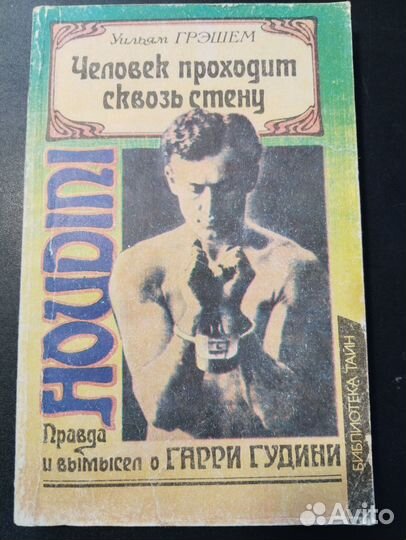 Уильям ГРЭШЕМ
Человек проходит
сквозь стену
HOUDINI
Правда
и вымысел о ГАРРИ ГУДИНИ
БИБЛИОТЕКА ТАЙН
Avito